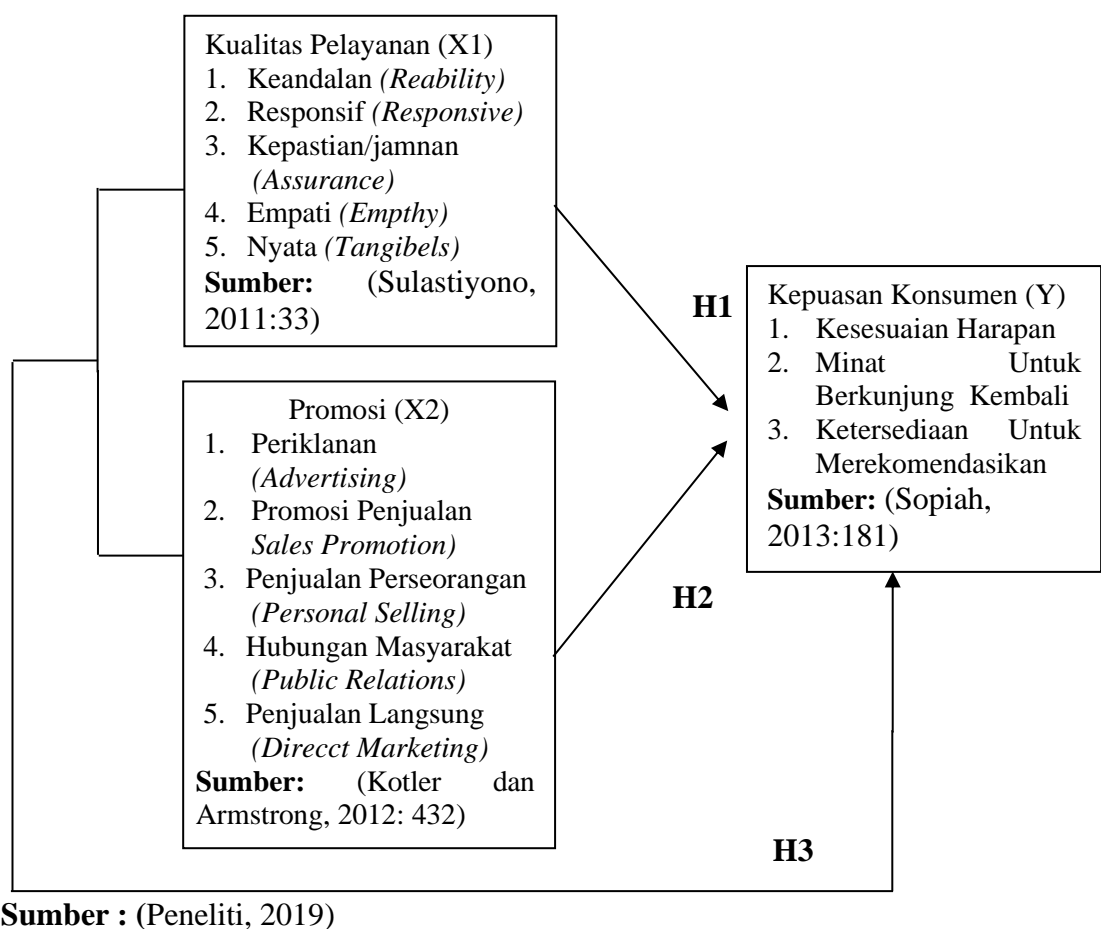 Kualitas Pelayanan (X1)
1. Keandalan (Reability)
2. Responsif (Responsive)
3. Kepastian/jamnan
(Assurance)
4. Empati (Empthy)
5. Nyata (Tangibels)
Sumber: (Sulastiyono,
2011:33)
H1
Kepuasan Konsumen (Y)
1. Kesesuaian Harapan
2. Minat Untuk
Berkunjung Kembali
3. Ketersediaan Untuk
Merekomendasikan
Sumber: (Sopiah,
2013:181)
Promosi (X2)
1. Periklanan
(Advertising)
2. Promosi Penjualan
Sales Promotion)
3. Penjualan Perseorangan
(Personal Selling)
4. Hubungan Masyarakat
(Public Relations)
5. Penjualan Langsung
(Direcct Marketing)
Sumber: (Kotler dan
Armstrong, 2012: 432)
H2
H3
Sumber : (Peneliti, 2019)